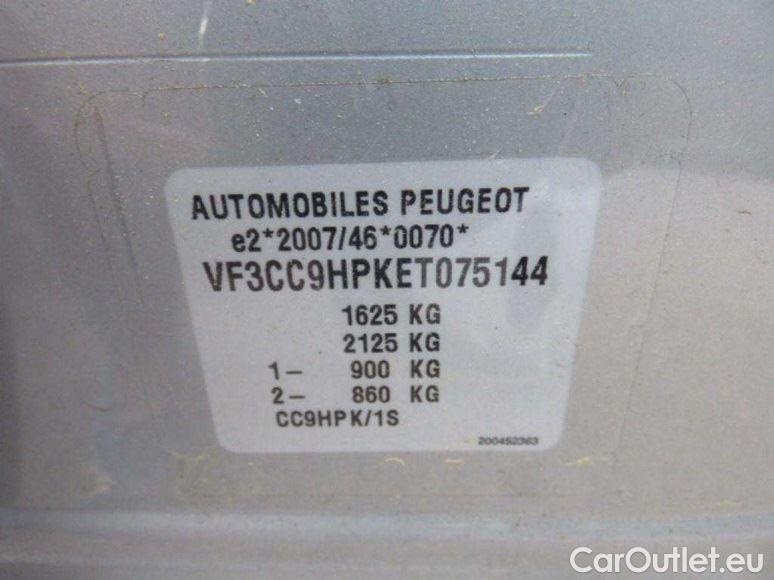 AUTOMOBILES PEUGEOT
e2*2007/46*0070*
VF3CC9HPKET075144
1625 KG
2125 KG
1- 900 KG
2- 860 KG
CC9HPK/1S
200452363
CarOutlet.eu